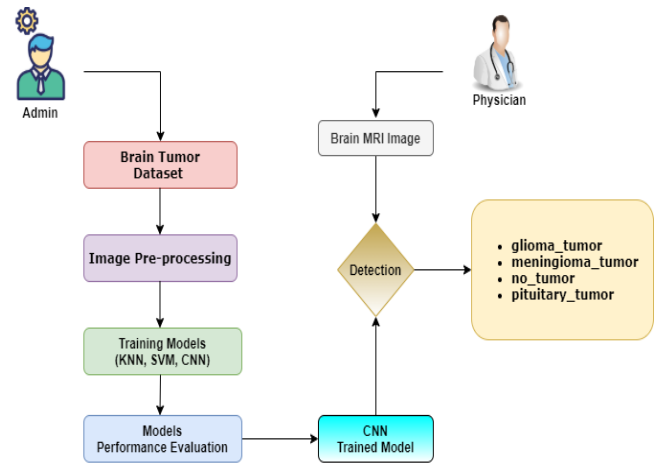 Admin
Physician
Brain Tumor
Dataset
Brain MRI Image
Image Pre-processing
Detection
• glioma_tumor
• meningioma_tumor
• no_tumor
• pituitary_tumor
Training Models
(KNN, SVM, CNN)
Models
Performance Evaluation
CNN
Trained Model